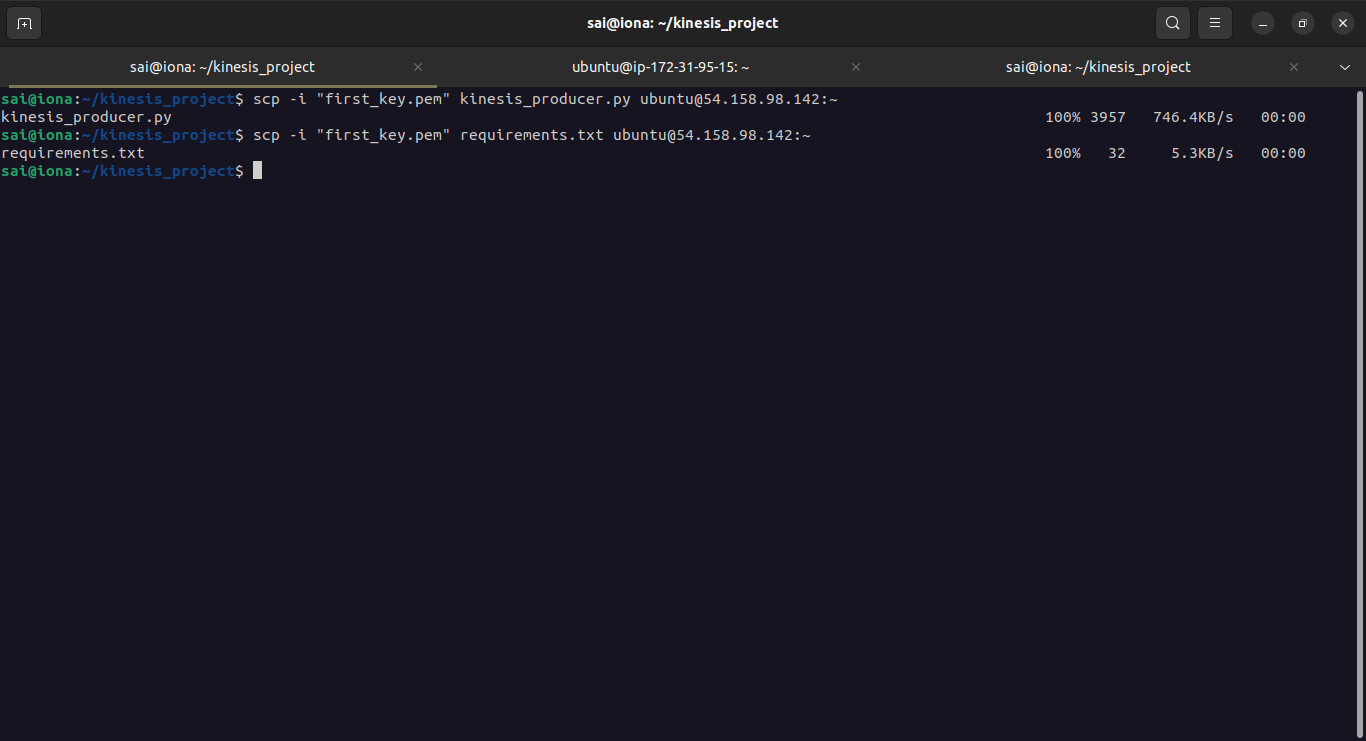 sai@iona: ~/kinesis_project
sai@iona: ~/kinesis_project
ubuntu@ip-172-31-95-15: ~
sai@iona: ~/kinesis_project
sai@iona:~/kinesis_project$ scp -i "first_key.pem" kinesis_producer.py ubuntu@54.158.98.142:~
kinesis_producer.py 100% 3957 746.4KB/s 00:00
sai@iona:~/kinesis_project$ scp -i "first_key.pem" requirements.txt ubuntu@54.158.98.142:~
requirements.txt 100% 32 5.3KB/s 00:00
sai@iona:~/kinesis_project$